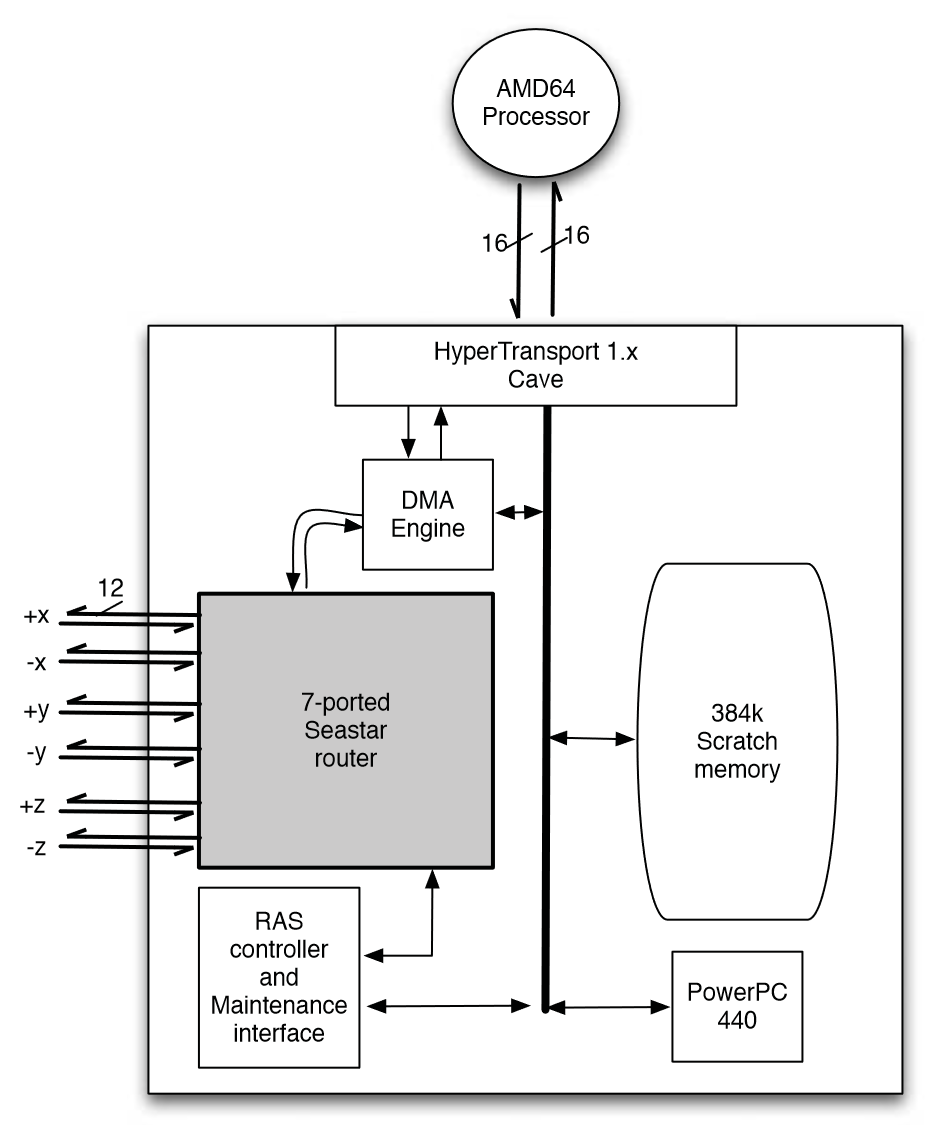 AMD64
Processor
16
16
HyperTransport 1.x
Cave
DMA
Engine
12
+x
-x
+y
-y
+z
-z
7-ported
Seastar
router
384k
Scratch
memory
RAS
controller
and
Maintenance
interface
PowerPC
440